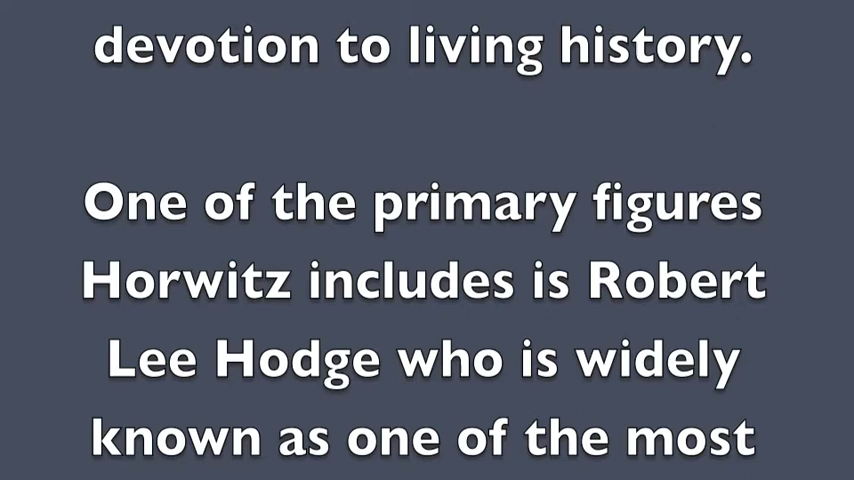 devotion to living history.
One of the primary figures
Horwitz includes is Robert
Lee Hodge who is widely
known as one of the most